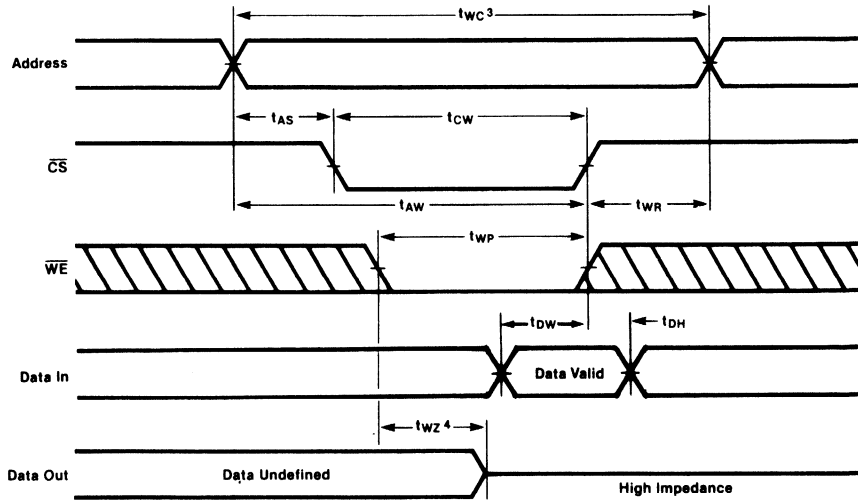 tWC3
Address
tAS
tCW
CS
tAW
tWR
tWP
WE
tDW
tDH
Data In
Data Valid
tWZ4
Data Out
Data Undefined
High Impedance